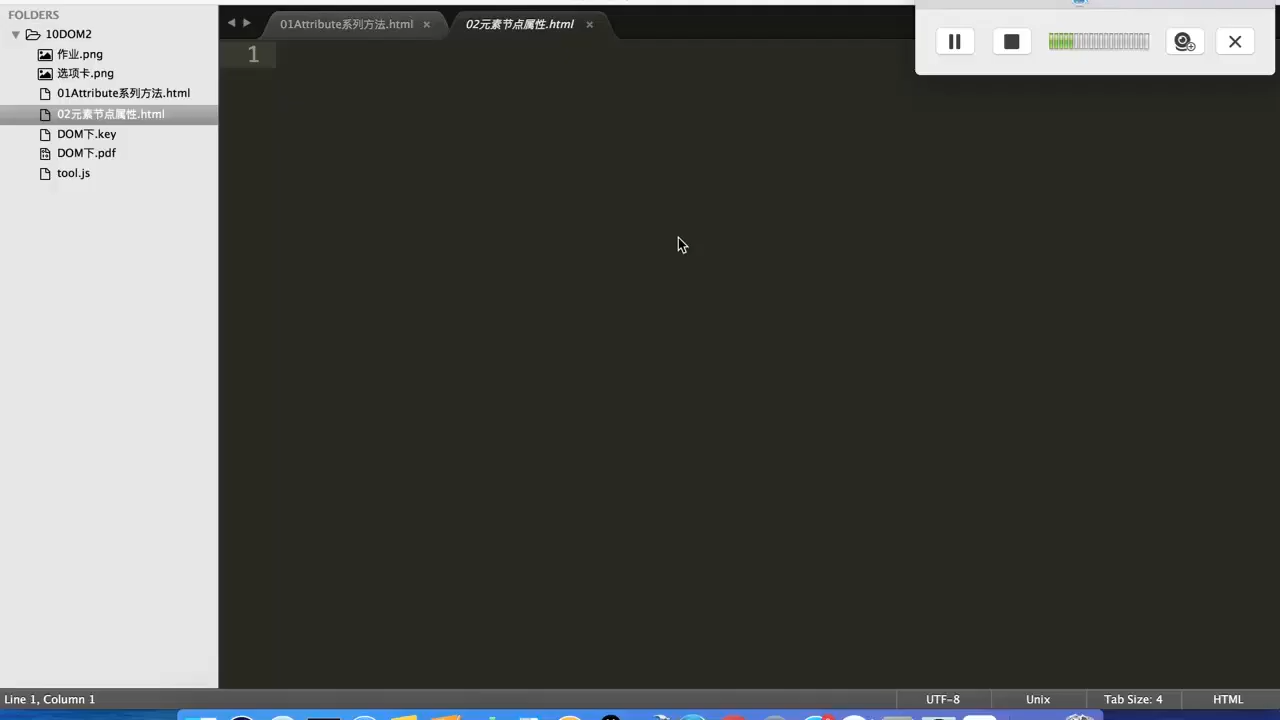 FOLDERS
10DOM2
作业.png
选项卡.png
01Attribute系列方法.html
02元素节点属性.html
DOM下.key
DOM下.pdf
tool.js
01Attribute系列方法.html ×
02元素节点属性.html ×
1
Line 1, Column 1
UTF-8
Unix
Tab Size: 4
HTML